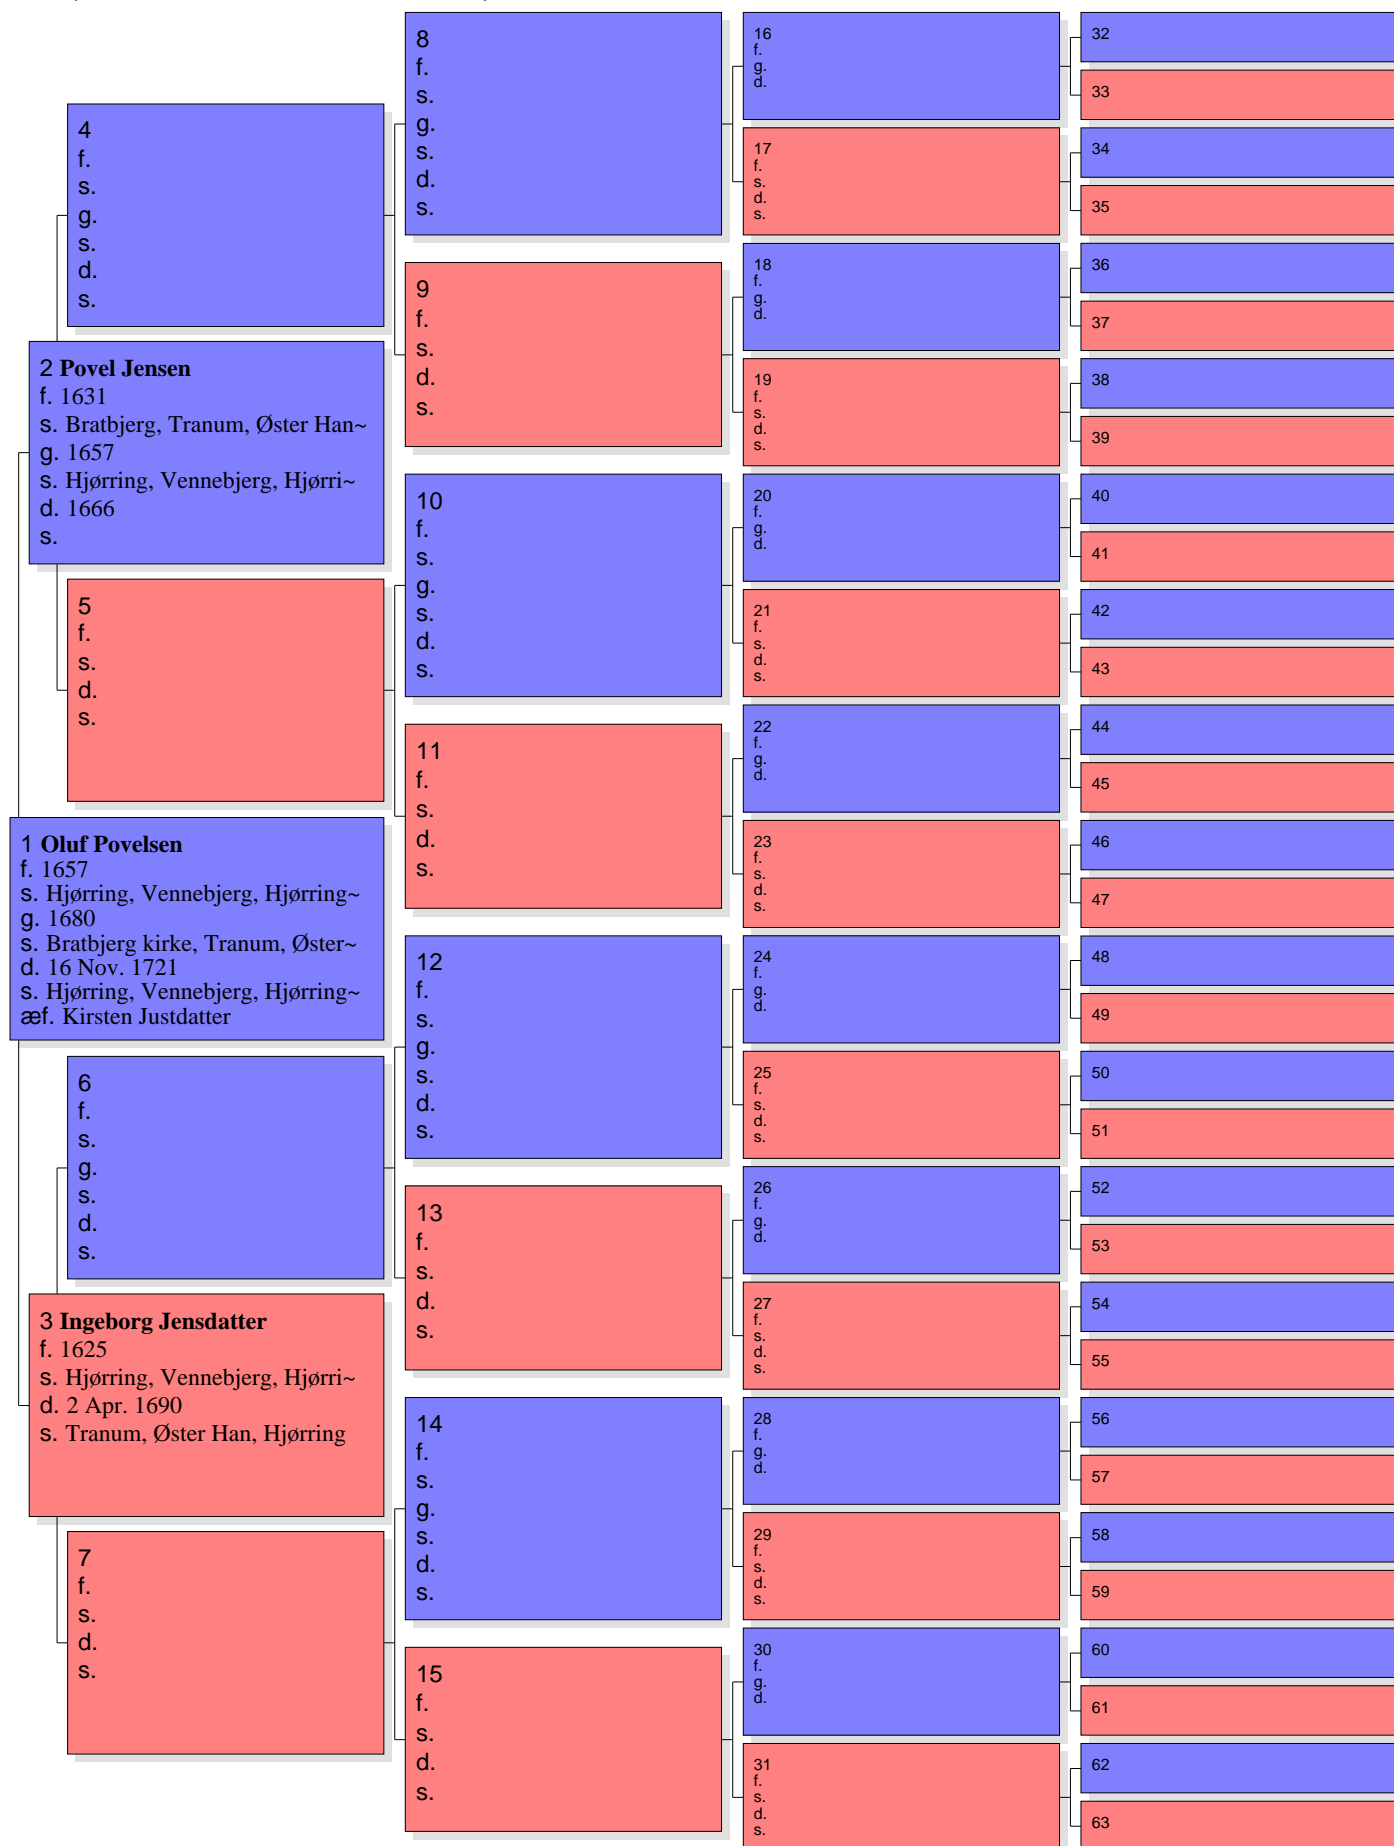 1 Oluf Povelsen
f. 1657
s. Hjørring, Vennebjerg, Hjørring~
g. 1680
s. Bratbjerg kirke, Tranum, Øster~
d. 16 Nov. 1721
s. Hjørring, Vennebjerg, Hjørring~
æf. Kirsten Justdatter
2 Povel Jensen
f. 1631
s. Bratbjerg, Tranum, Øster Han~
g. 1657
s. Hjørring, Vennebjerg, Hjørri~
d. 1666
s.
3 Ingeborg Jensdatter
f. 1625
s. Hjørring, Vennebjerg, Hjørri~
d. 2 Apr. 1690
s. Tranum, Øster Han, Hjørring
4
f.
s.
g.
s.
d.
s.
5
f.
s.
d.
s.
6
f.
s.
g.
s.
d.
s.
7
f.
s.
d.
s.
8
f.
s.
g.
s.
d.
s.
9
f.
s.
d.
s.
10
f.
s.
g.
s.
d.
s.
11
f.
s.
d.
s.
12
f.
s.
g.
s.
d.
s.
13
f.
s.
d.
s.
14
f.
s.
g.
s.
d.
s.
15
f.
s.
d.
s.
16
f.
g.
d.
17
f.
s.
d.
s.
18
f.
g.
d.
19
f.
s.
d.
s.
20
f.
g.
d.
21
f.
s.
d.
s.
22
f.
g.
d.
23
f.
s.
d.
s.
24
f.
g.
d.
25
f.
s.
d.
s.
26
f.
g.
d.
27
f.
s.
d.
s.
28
f.
g.
d.
29
f.
s.
d.
s.
30
f.
g.
d.
31
f.
s.
d.
s.
32
33
34
35
36
37
38
39
40
41
42
43
44
45
46
47
48
49
50
51
52
53
54
55
56
57
58
59
60
61
62
63